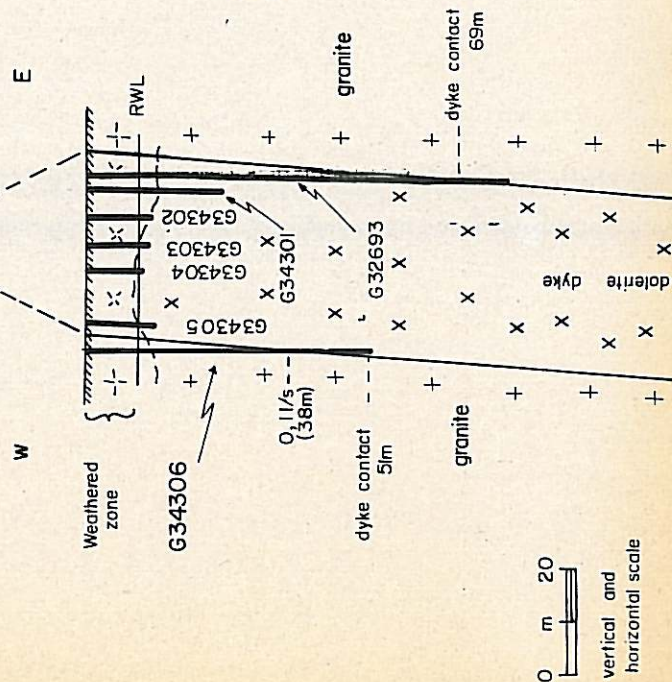 W
E
Weathered
zone
RWL
G34306
G34305
G34304
G34303
G34302
G34301
G32693
0,1l/s
(38m)
dyke contact
51m
granite
granite
dyke contact
69m
dolerite
dyke
0 m 20
vertical and
horizontal scale